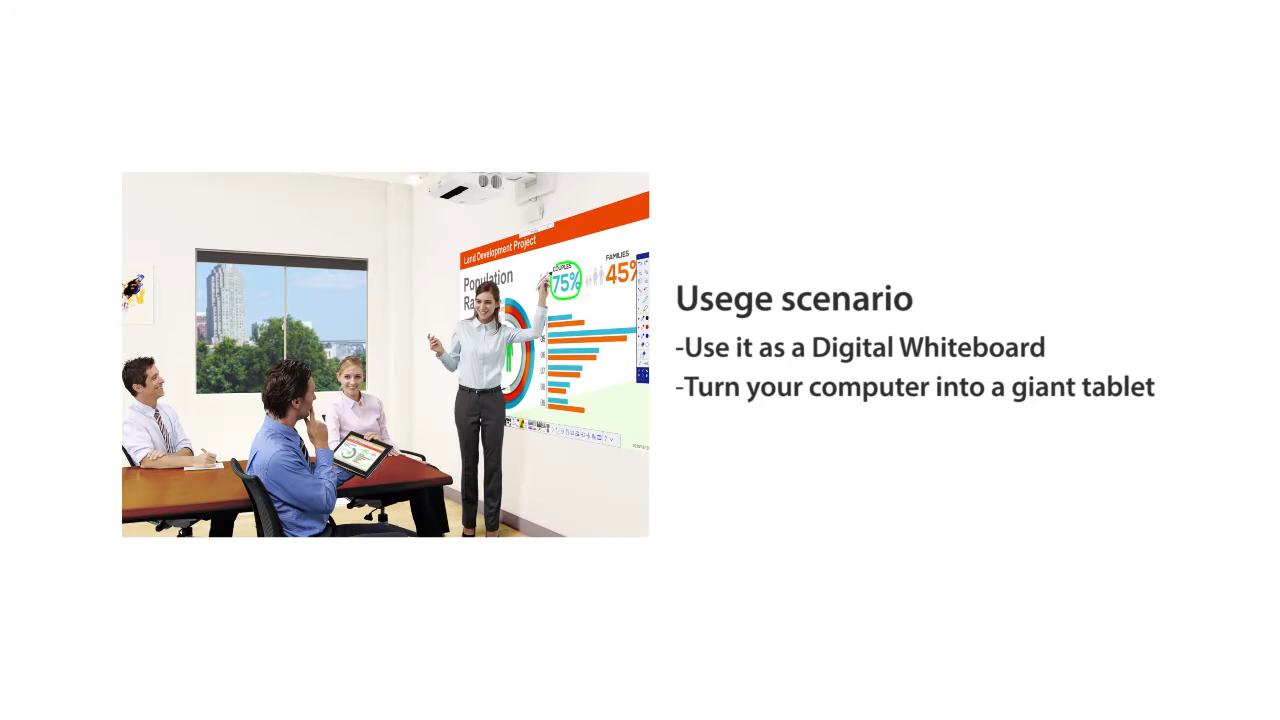 Land Development Project
Population
Ra
COUPLES
75%
FAMILIES
45%
Usege scenario
-Use it as a Digital Whiteboard
-Turn your computer into a giant tablet